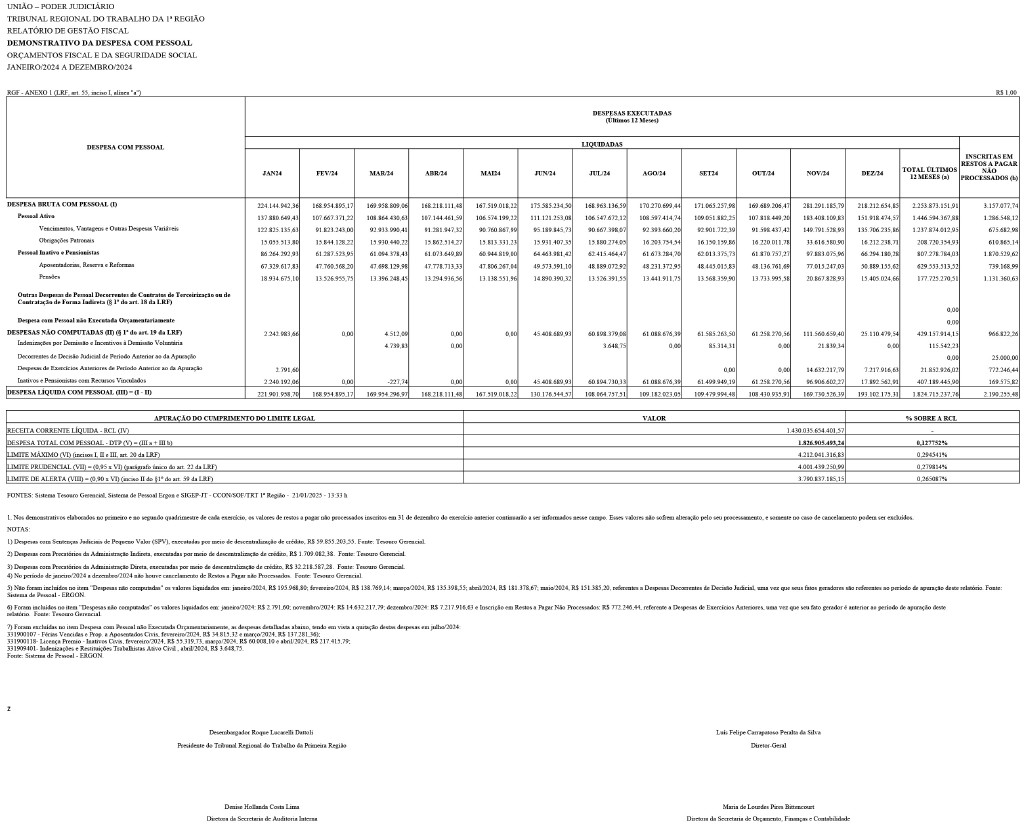 UNIÃO – PODER JUDICIÁRIO
TRIBUNAL REGIONAL DO TRABALHO DA 1ª REGIÃO
RELATÓRIO DE GESTÃO FISCAL
DEMONSTRATIVO DA DESPESA COM PESSOAL
ORÇAMENTOS FISCAL E DA SEGURIDADE SOCIAL
JANEIRO/2024 A DEZEMBRO/2024
RGF - ANEXO 1 (LRF, art. 55, inciso I, alínea "a") R$ 1,00
DESPESA COM PESSOAL
DESPESAS EXECUTADAS
(Últimos 12 Meses)
LIQUIDADAS
INSCRITAS EM RESTOS A PAGAR NÃO PROCESSADOS (b)
JAN/24 FEV/24 MAR/24 ABR/24 MAI/24 JUN/24 JUL/24 AGO/24 SET/24 OUT/24 NOV/24 DEZ/24 TOTAL ÚLTIMOS 12 MESES (a)
DESPESA BRUTA COM PESSOAL (I) 224.144.942,36 168.954.895,17 169.958.809,06 168.218.111,48 167.519.018,22 175.585.238,50 168.963.136,59 170.270.699,44 171.065.257,98 169.689.206,47 281.291.185,79 218.212.654,85 2.253.873.151,91 3.157.077,74
Pessoal Ativo 137.880.649,43 107.667.371,22 108.864.430,63 107.144.461,59 106.574.199,22 111.121.253,08 106.547.672,12 108.597.414,74 109.051.882,25 107.818.449,20 183.408.109,83 151.918.474,57 1.446.594.367,88 1.286.548,12
Vencimentos, Vantagens e Outras Despesas Variáveis 122.825.135,63 91.823.243,00 92.933.990,41 91.281.947,32 90.760.867,99 95.189.845,73 90.667.398,07 92.393.660,20 92.901.722,39 91.598.437,42 149.791.528,93 135.706.235,86 1.237.874.012,95 675.682,98
Obrigações Patronais 15.055.513,80 15.844.128,22 15.930.440,22 15.862.514,27 15.813.331,23 15.931.407,35 15.880.274,05 16.203.754,54 16.150.159,86 16.220.011,78 33.616.580,90 16.212.238,71 208.720.354,93 610.865,14
Pessoal Inativo e Pensionistas 86.264.292,93 61.287.523,95 61.094.378,43 61.073.649,89 60.944.819,00 64.463.981,42 62.415.464,47 61.673.284,70 62.013.375,73 61.870.757,27 97.883.075,96 66.294.180,28 807.278.784,03 1.870.529,62
Aposentadorias, Reserva e Reformas 67.329.617,83 47.760.568,20 47.698.129,98 47.778.713,33 47.806.267,04 49.573.591,10 48.889.072,92 48.231.372,95 48.445.015,83 48.136.761,69 77.015.247,03 50.889.155,62 629.553.513,52 739.168,99
Pensões 18.934.675,10 13.526.955,75 13.396.248,45 13.294.936,56 13.138.551,96 14.890.390,32 13.526.391,55 13.441.911,75 13.568.359,90 13.733.995,58 20.867.828,93 15.405.024,66 177.725.270,51 1.131.360,63
Outras Despesas de Pessoal Decorrentes de Contratos de Terceirização ou de Contratação de Forma Indireta (§ 1º do art. 18 da LRF) 0,00
Despesa com Pessoal não Executada Orçamentariamente 0,00
DESPESAS NÃO COMPUTADAS (II) (§ 1º do art. 19 da LRF) 2.242.983,66 0,00 4.512,09 0,00 0,00 45.408.689,93 60.898.379,08 61.088.676,39 61.585.263,50 61.258.270,56 111.560.659,40 25.110.479,54 429.157.914,15 966.822,26
Indenizações por Demissão e Incentivos à Demissão Voluntária 4.739,83 0,00 3.648,75 0,00 85.314,31 0,00 21.839,34 0,00 115.542,23
Decorrentes de Decisão Judicial de Período Anterior ao da Apuração 0,00 25.000,00
Despesas de Exercícios Anteriores de Período Anterior ao da Apuração 2.791,60 0,00 0,00 14.632.217,79 7.217.916,63 21.852.926,02 772.246,44
Inativos e Pensionistas com Recursos Vinculados 2.240.192,06 0,00 -227,74 0,00 0,00 45.408.689,93 60.894.730,33 61.088.676,39 61.499.949,19 61.258.270,56 96.906.602,27 17.892.562,91 407.189.445,90 169.575,82
DESPESA LÍQUIDA COM PESSOAL (III) = (I - II) 221.901.958,70 168.954.895,17 169.954.296,97 168.218.111,48 167.519.018,22 130.176.544,57 108.064.757,51 109.182.023,05 109.479.994,48 108.430.935,91 169.730.526,39 193.102.175,31 1.824.715.237,76 2.190.255,48
APURAÇÃO DO CUMPRIMENTO DO LIMITE LEGAL VALOR % SOBRE A RCL
RECEITA CORRENTE LÍQUIDA - RCL (IV) 1.430.035.654.401,57 -
DESPESA TOTAL COM PESSOAL - DTP (V) = (III a + III b) 1.826.905.493,24 0,127752%
LIMITE MÁXIMO (VI) (incisos I, II e III, art. 20 da LRF) 4.212.041.316,83 0,294541%
LIMITE PRUDENCIAL (VII) = (0,95 x VI) (parágrafo único do art. 22 da LRF) 4.001.439.250,99 0,279814%
LIMITE DE ALERTA (VIII) = (0,90 x VI) (inciso II do §1º do art. 59 da LRF) 3.790.837.185,15 0,265087%
FONTES: Sistema Tesouro Gerencial, Sistema de Pessoal Ergon e SIGEP-JT - CCON/SOF/TRT 1ª Região - 21/01/2025 - 13:33 h
1. Nos demonstrativos elaborados no primeiro e no segundo quadrimestre de cada exercício, os valores de restos a pagar não processados inscritos em 31 de dezembro do exercício anterior continuarão a ser informados nesse campo. Esses valores não sofrem alteração pelo seu processamento, e somente no caso de cancelamento podem ser excluídos.
NOTAS:
1) Despesas com Sentenças Judiciais de Pequeno Valor (SPV), executadas por meio de descentralização de crédito, R$ 59.855.203,55. Fonte: Tesouro Gerencial.
2) Despesas com Precatórios da Administração Indireta, executadas por meio de descentralização de crédito, R$ 1.709.082,38. Fonte: Tesouro Gerencial.
3) Despesas com Precatórios da Administração Direta, executadas por meio de descentralização de crédito, R$ 32.218.587,28. Fonte: Tesouro Gerencial.
4) No período de janeiro/2024 a dezembro/2024 não houve cancelamento de Restos a Pagar não Processados. Fonte: Tesouro Gerencial.
5) Não foram incluídos no item "Despesas não computadas" os valores liquidados em: janeiro/2024, R$ 195.968,80; fevereiro/2024, R$ 138.769,14; março/2024, R$ 135.398,55; abril/2024, R$ 181.378,67; maio/2024, R$ 151.385,20, referentes a Despesas Decorrentes de Decisão Judicial, uma vez que seus fatos geradores são referentes ao período de apuração deste relatório. Fonte:
Sistema de Pessoal - ERGON.
6) Foram incluídos no item "Despesas não computadas" os valores liquidados em: janeiro/2024: R$ 2.791,60; novembro/2024: R$ 14.632.217,79; dezembro/2024: R$ 7.217.916,63 e Inscrição em Restos a Pagar Não Processados: R$ 772.246,44, referente a Despesas de Exercícios Anteriores, uma vez que seu fato gerador é anterior ao período de apuração deste
relatório. Fonte: Tesouro Gerencial.
7) Foram excluídos no item Despesa com Pessoal não Executada Orçamentariamente, as despesas detalhadas abaixo, tendo em vista a quitação destas despesas em julho/2024:
331900107 - Férias Vencidas e Prop. a Aposentados Civis, fevereiro/2024, R$ 34.815,32 e março/2024, R$ 137.281,36);
331900118- Licença Premio - Inativos Civis, fevereiro/2024, R$ 55.319,73, março/2024, R$ 60.008,10 e abril/2024, R$ 217.415,79;
331909401- Indenizações e Restituições Trabalhistas Ativo Civil , abril/2024, R$ 3.648,75.
Fonte: Sistema de Pessoal - ERGON.
z
Desembargador Roque Lucarelli Dattoli Luis Felipe Carrapatoso Peralta da Silva
Presidente do Tribunal Regional do Trabalho da Primeira Região Diretor-Geral
Denise Hollanda Costa Lima Maria de Lourdes Pires Bittencourt
Diretora da Secretaria de Auditoria Interna Diretora da Secretaria de Orçamento, Finanças e Contabilidade